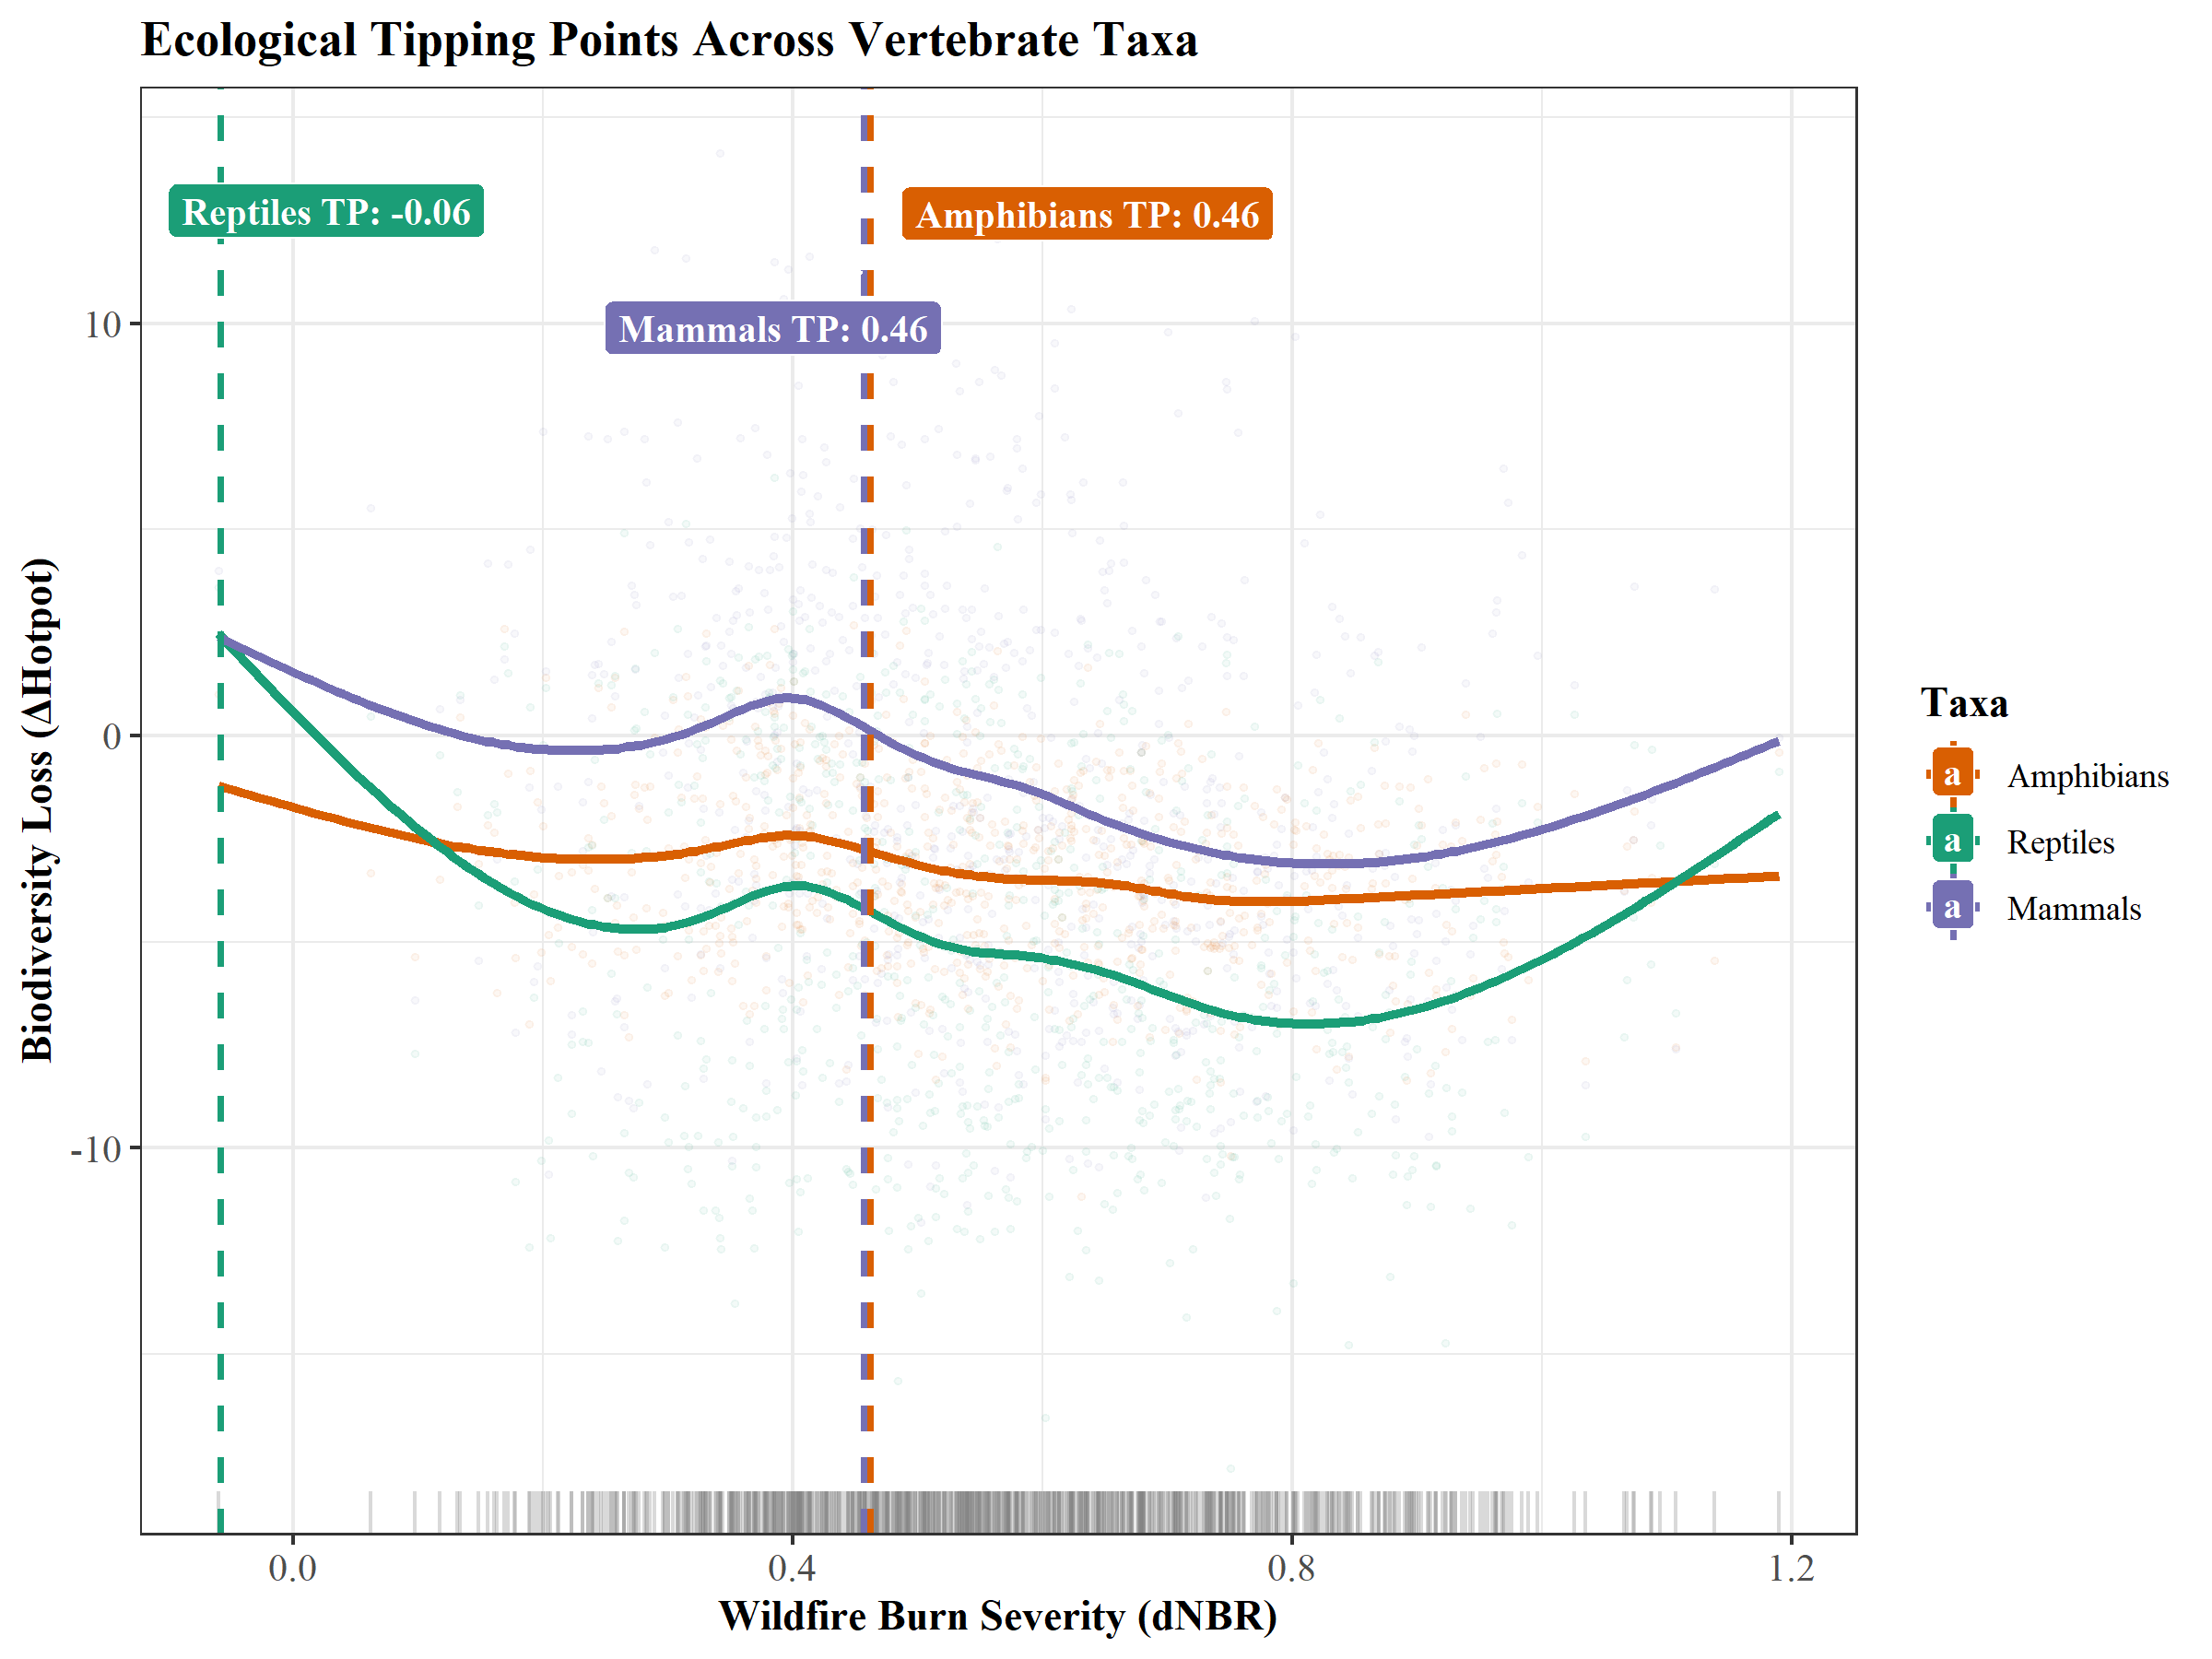 Ecological Tipping Points Across Vertebrate Taxa
Reptiles TP: -0.06
Amphibians TP: 0.46
Mammals TP: 0.46
10
0
-10
Biodiversity Loss (ΔHotpot)
0.0
0.4
0.8
1.2
Wildfire Burn Severity (dNBR)
Taxa
a Amphibians
a Reptiles
a Mammals